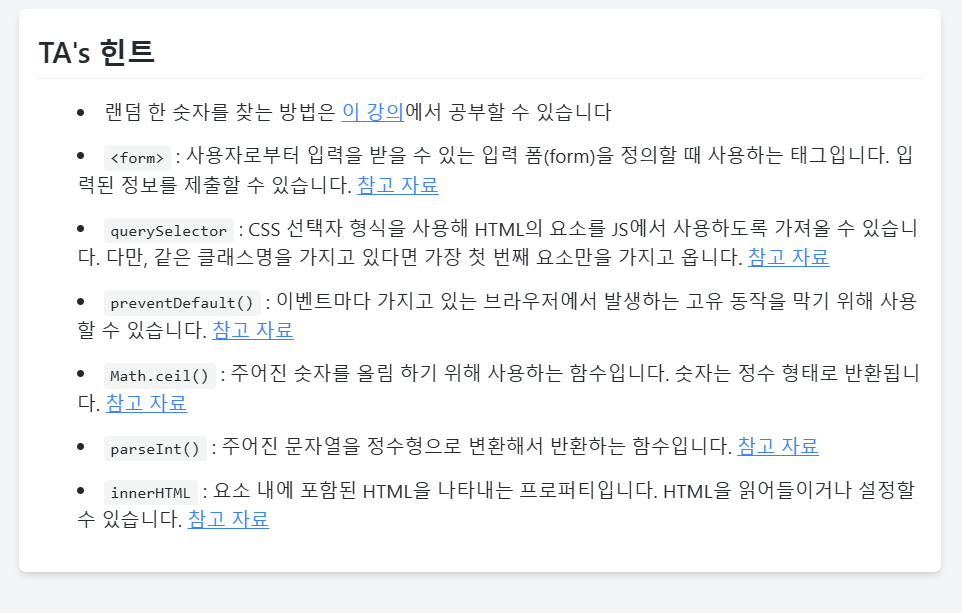 TA's 힌트
• 랜덤 한 숫자를 찾는 방법은 이 강의에서 공부할 수 있습니다
• <form> : 사용자로부터 입력을 받을 수 있는 입력 폼(form)을 정의할 때 사용하는 태그입니다. 입
력된 정보를 제출할 수 있습니다. 참고 자료
• querySelector : CSS 선택자 형식을 사용해 HTML의 요소를 JS에서 사용하도록 가져올 수 있습니
다. 다만, 같은 클래스명을 가지고 있다면 가장 첫 번째 요소만을 가지고 옵니다. 참고 자료
• preventDefault() : 이벤트마다 가지고 있는 브라우저에서 발생하는 고유 동작을 막기 위해 사용
할 수 있습니다. 참고 자료
• Math.ceil() : 주어진 숫자를 올림 하기 위해 사용하는 함수입니다. 숫자는 정수 형태로 반환됩니
다. 참고 자료
• parseInt() : 주어진 문자열을 정수형으로 변환해서 반환하는 함수입니다. 참고 자료
• innerHTML : 요소 내에 포함된 HTML을 나타내는 프로퍼티입니다. HTML을 읽어들이거나 설정할
수 있습니다. 참고 자료